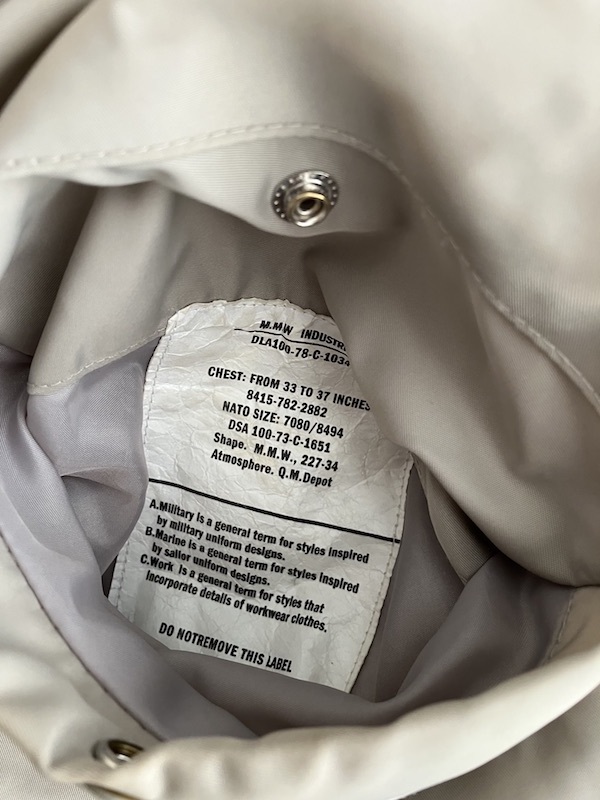 M.MW INDUSTRI
DLA100-78-C-1034
CHEST: FROM 33 TO 37 INCHES
8415-782-2882
NATO SIZE: 7080/8494
DSA 100-73-C-1651
Shape. M.M.W., 227-34
Atmosphere. Q.M.Depot
A.Military is a general term for styles inspired
by military uniform designs.
B.Marine is a general term for styles inspired
by sailor uniform designs.
C.Work is a general term for styles that
incorporate details of workwear clothes.
DO NOTREMOVE THIS LABEL